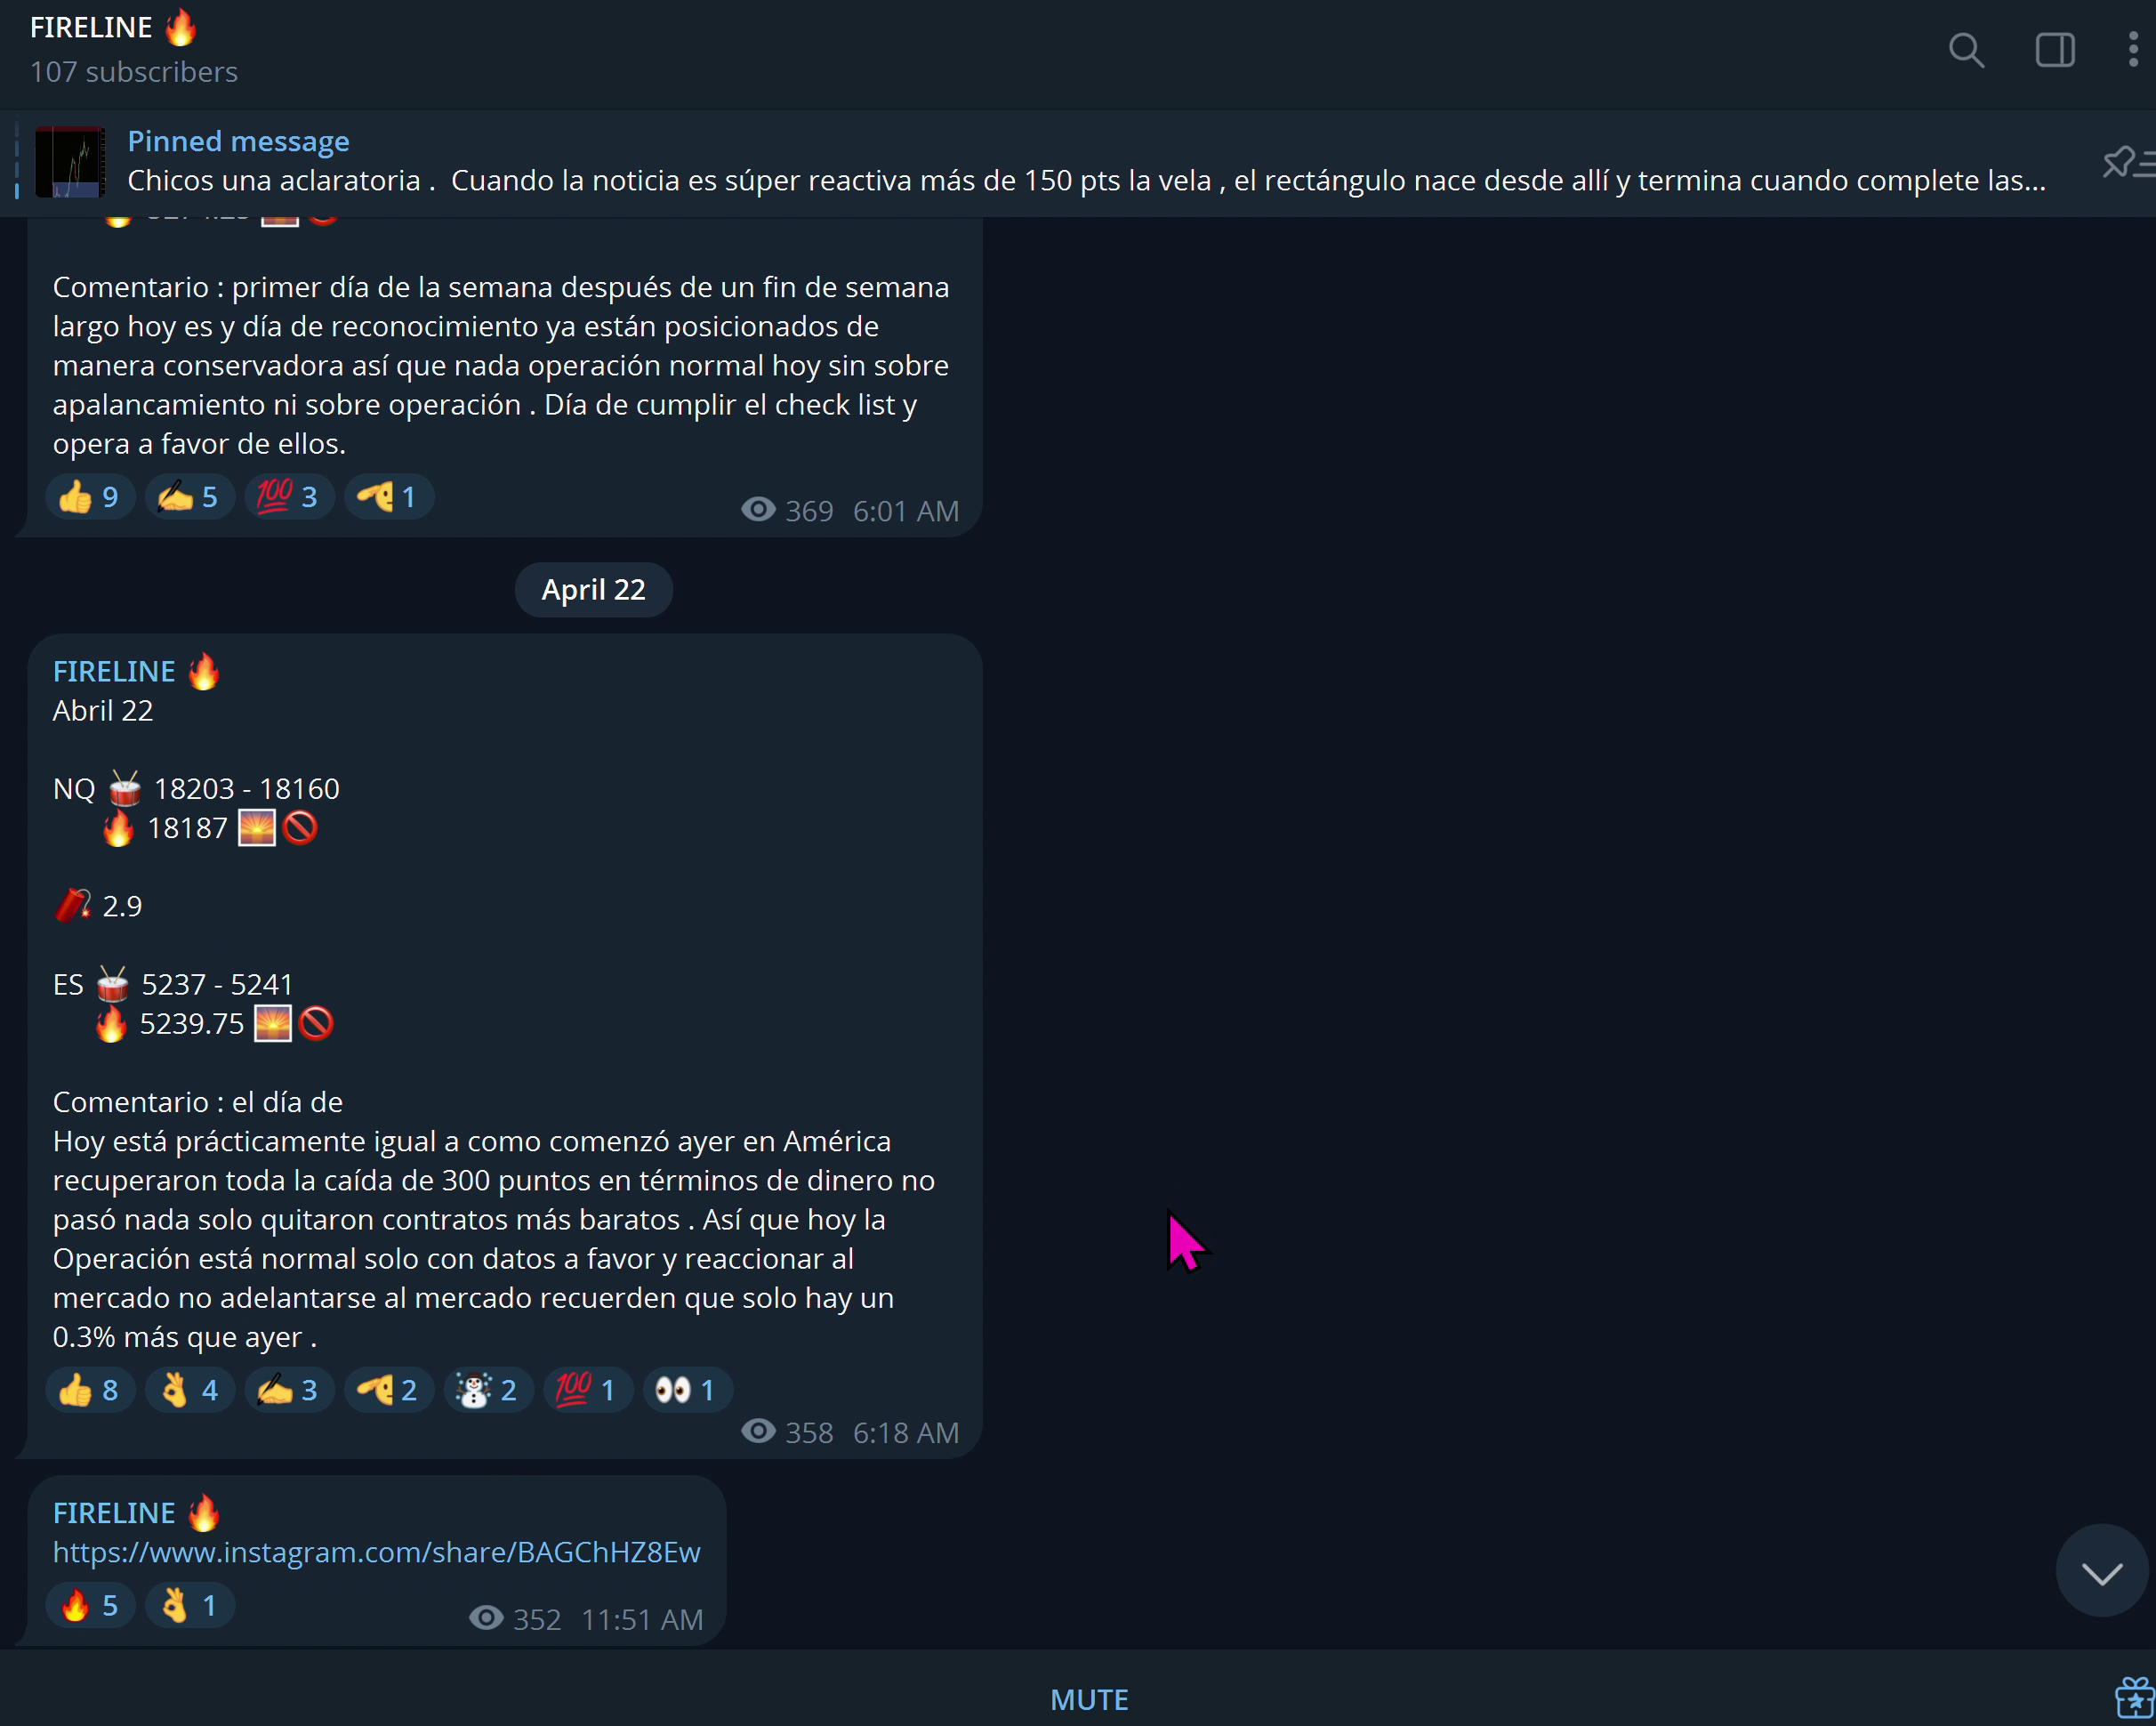 FIRELINE 🔥
107 subscribers
Pinned message
Chicos una aclaratoria . Cuando la noticia es súper reactiva más de 150 pts la vela , el rectángulo nace desde allí y termina cuando complete las...
Comentario : primer día de la semana después de un fin de semana
largo hoy es y día de reconocimiento ya están posicionados de
manera conservadora así que nada operación normal hoy sin sobre
apalancamiento ni sobre operación . Día de cumplir el check list y
opera a favor de ellos.
👍 9 ✍️ 5 💯 3 🫡 1
369 6:01 AM
April 22
FIRELINE 🔥
Abril 22
NQ 🥁 18203 - 18160
🔥 18187 🌅🚫
🧨 2.9
ES 🥁 5237 - 5241
🔥 5239.75 🌅🚫
Comentario : el día de
Hoy está prácticamente igual a como comenzó ayer en América
recuperaron toda la caída de 300 puntos en términos de dinero no
pasó nada solo quitaron contratos más baratos . Así que hoy la
Operación está normal solo con datos a favor y reaccionar al
mercado no adelantarse al mercado recuerden que solo hay un
0.3% más que ayer .
👍 8 👌 4 ✍️ 3 🫡 2 ☃️ 2 💯 1 👀 1
358 6:18 AM
FIRELINE 🔥
https://www.instagram.com/share/BAGChHZ8Ew
🔥 5 👌 1
352 11:51 AM
MUTE